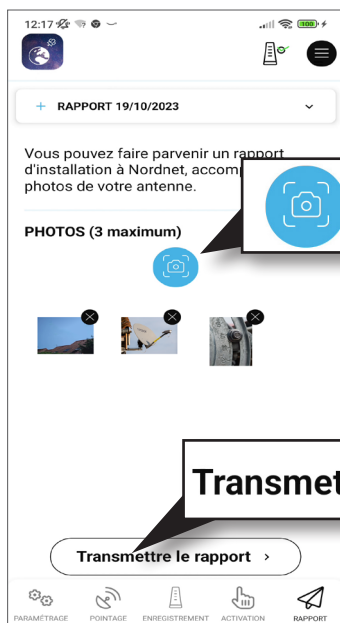 12:17
100
+ RAPPORT 19/10/2023
Vous pouvez faire parvenir un rapport
d'installation à Nordnet, accom
photos de votre antenne.
PHOTOS (3 maximum)
Transmet
Transmettre le rapport >
PARAMÉTRAGE POINTAGE ENREGISTREMENT ACTIVATION RAPPORT